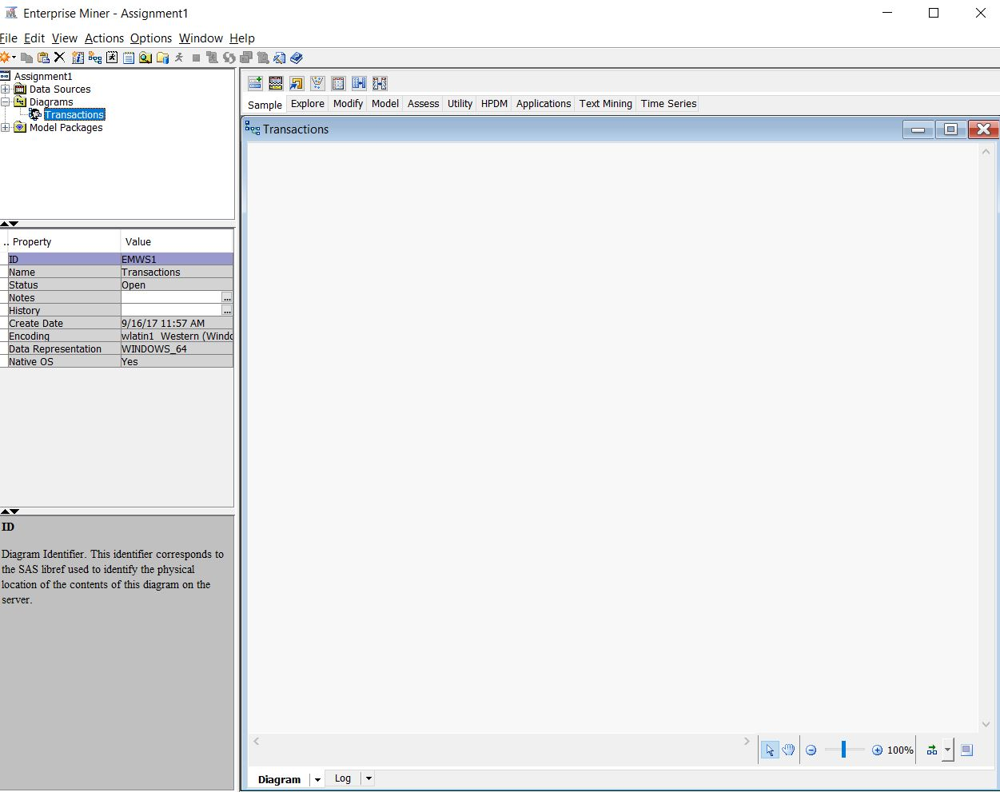 Enterprise Miner - Assignment1
File Edit View Actions Options Window Help
Assignment1
Data Sources
Diagrams
Transactions
Model Packages
.. Property Value
ID EMWS1
Name Transactions
Status Open
Notes ...
History ...
Create Date 9/16/17 11:57 AM
Encoding wlatin1 Western (Windo
Data Representation WINDOWS_64
Native OS Yes
ID
Diagram Identifier. This identifier corresponds to
the SAS libref used to identify the physical
location of the contents of this diagram on the
server.
Sample Explore Modify Model Assess Utility HPDM Applications Text Mining Time Series
Transactions
100%
Diagram Log